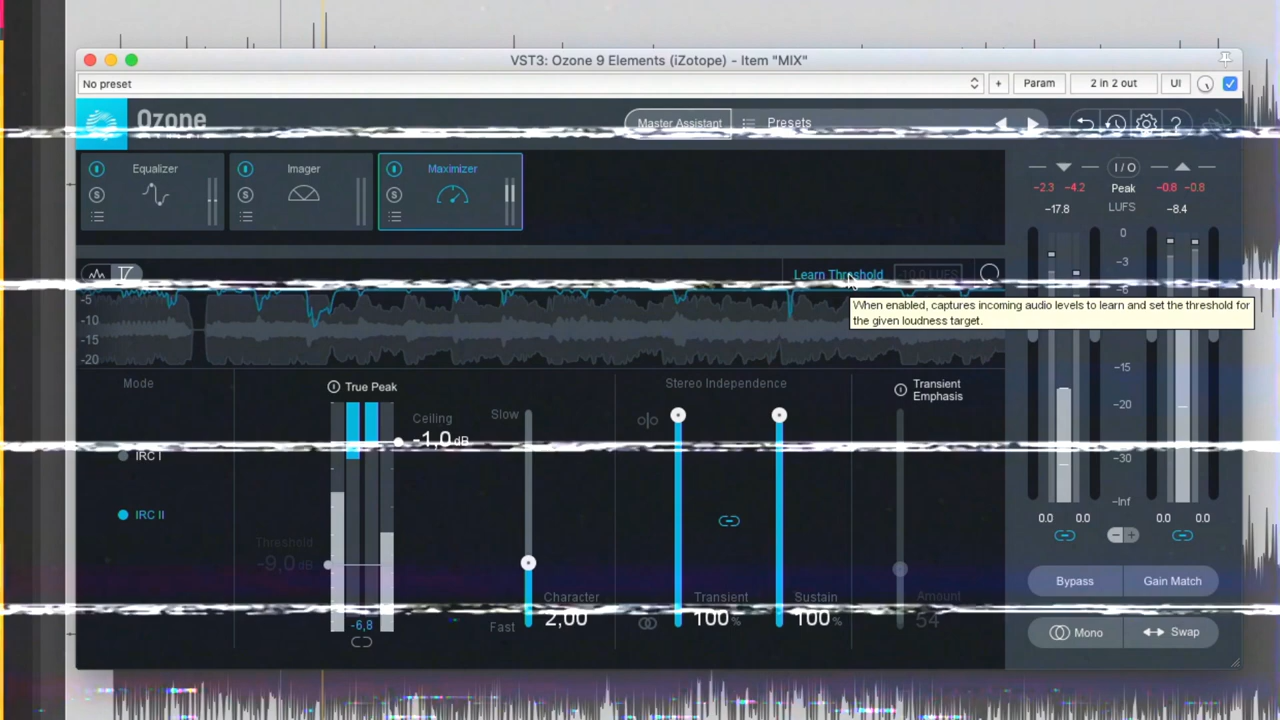 VST3: Ozone 9 Elements (iZotope) - Item "MIX"
No preset
+
Param
2 in 2 out
UI
Ozone
Master Assistant
Presets
?
Equalizer
Imager
Maximizer
S
S
S
I/O
-2.3 -4.2
Peak
-0.8 -0.8
-17.8
LUFS
-8.4
Learn Threshold
-10.0 LUFS
When enabled, captures incoming audio levels to learn and set the threshold for
the given loudness target.
-5
-10
-15
-20
0
-3
-6
-15
-20
-30
-Inf
Mode
IRC I
IRC II
True Peak
Ceiling
-1,0 dB
Threshold
-9,0 dB
-6,8
Slow
Character
2,00
Fast
Stereo Independence
Transient
100 %
Sustain
100 %
Transient
Emphasis
Amount
54
0.0 0.0
0.0 0.0
Bypass
Gain Match
Mono
Swap